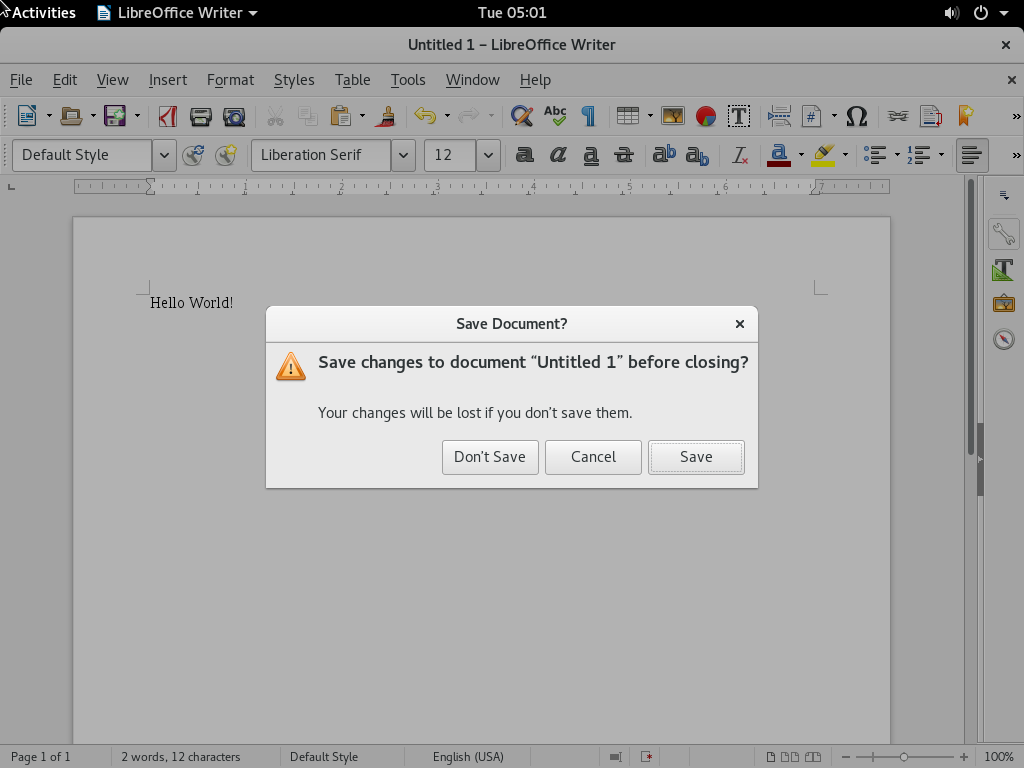 Activities LibreOffice Writer Tue 05:01
Untitled 1 – LibreOffice Writer
File Edit View Insert Format Styles Table Tools Window Help
Abc
Default Style Liberation Serif 12
1 1 2 3 4 5 6 7
Hello World!
Save Document?
Save changes to document “Untitled 1” before closing?
Your changes will be lost if you don’t save them.
Don't Save Cancel Save
Page 1 of 1 2 words, 12 characters Default Style English (USA) 100%